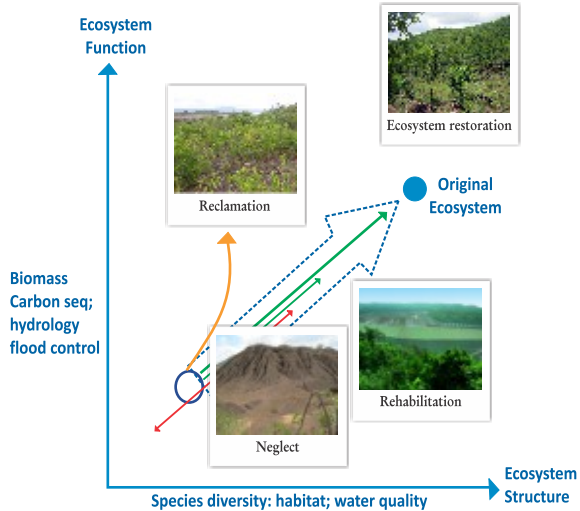 Ecosystem
Function
Ecosystem restoration
Reclamation
Original
Ecosystem
Biomass
Carbon seq;
hydrology
flood control
Rehabilitation
Neglect
Ecosystem
Structure
Species diversity: habitat; water quality